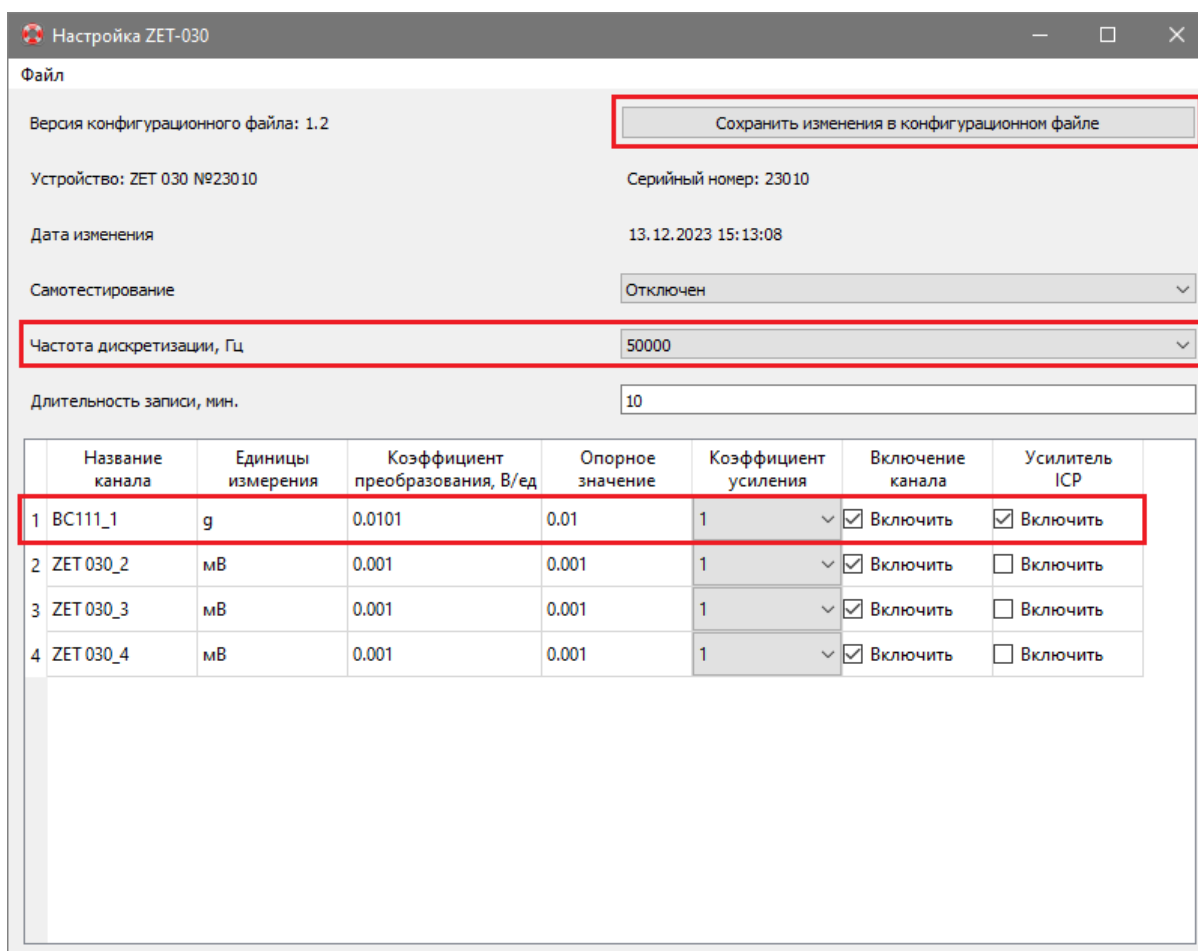 Настройка ZET-030
Файл
Версия конфигурационного файла: 1.2
Сохранить изменения в конфигурационном файле
Устройство: ZET 030 №23010
Серийный номер: 23010
Дата изменения
13.12.2023 15:13:08
Самотестирование
Отключен
Частота дискретизации, Гц
50000
Длительность записи, мин.
10
Название канала
Единицы измерения
Коэффициент преобразования, В/ед
Опорное значение
Коэффициент усиления
Включение канала
Усилитель ICP
1 BC111_1 g 0.0101 0.01 1 Включить Включить
2 ZET 030_2 мВ 0.001 0.001 1 Включить Включить
3 ZET 030_3 мВ 0.001 0.001 1 Включить Включить
4 ZET 030_4 мВ 0.001 0.001 1 Включить Включить